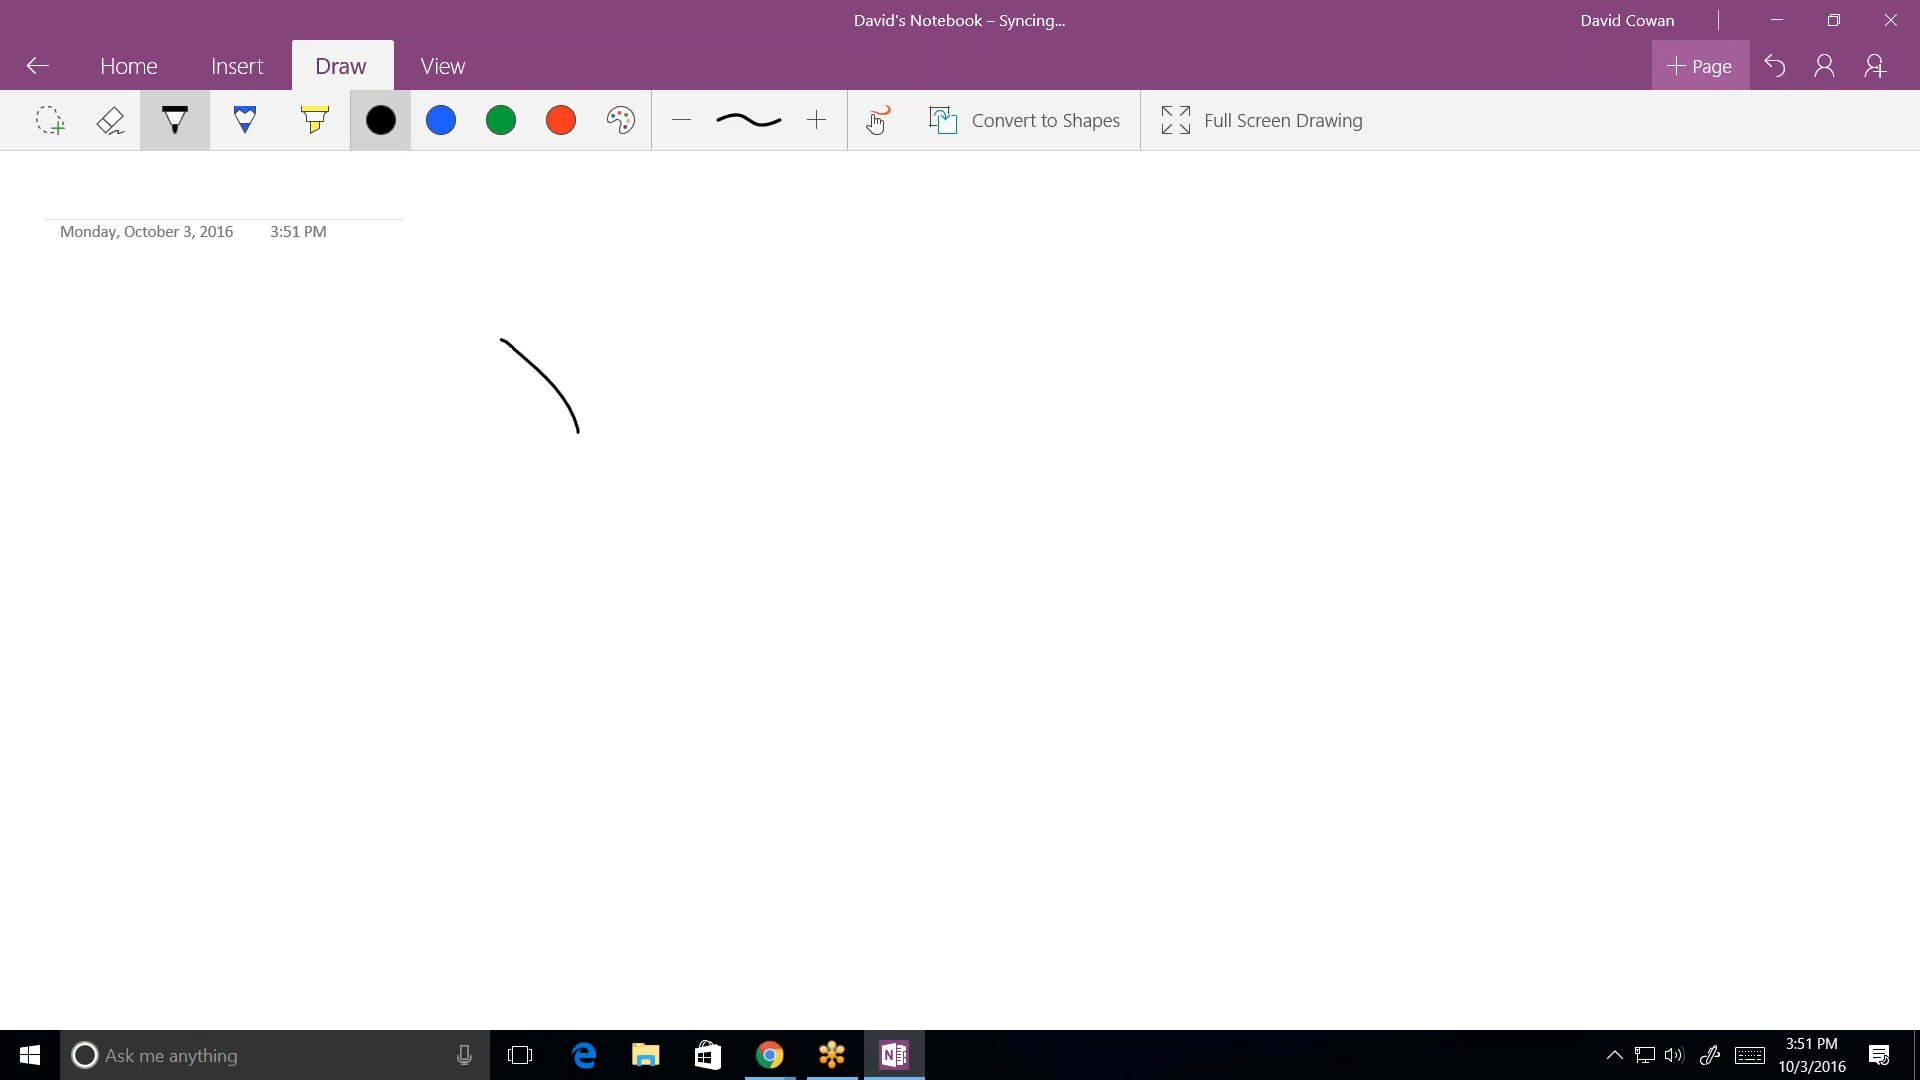 David's Notebook – Syncing...
David Cowan
Home Insert Draw View
Page
Convert to Shapes
Full Screen Drawing
Monday, October 3, 2016 3:51 PM
Ask me anything
3:51 PM
10/3/2016